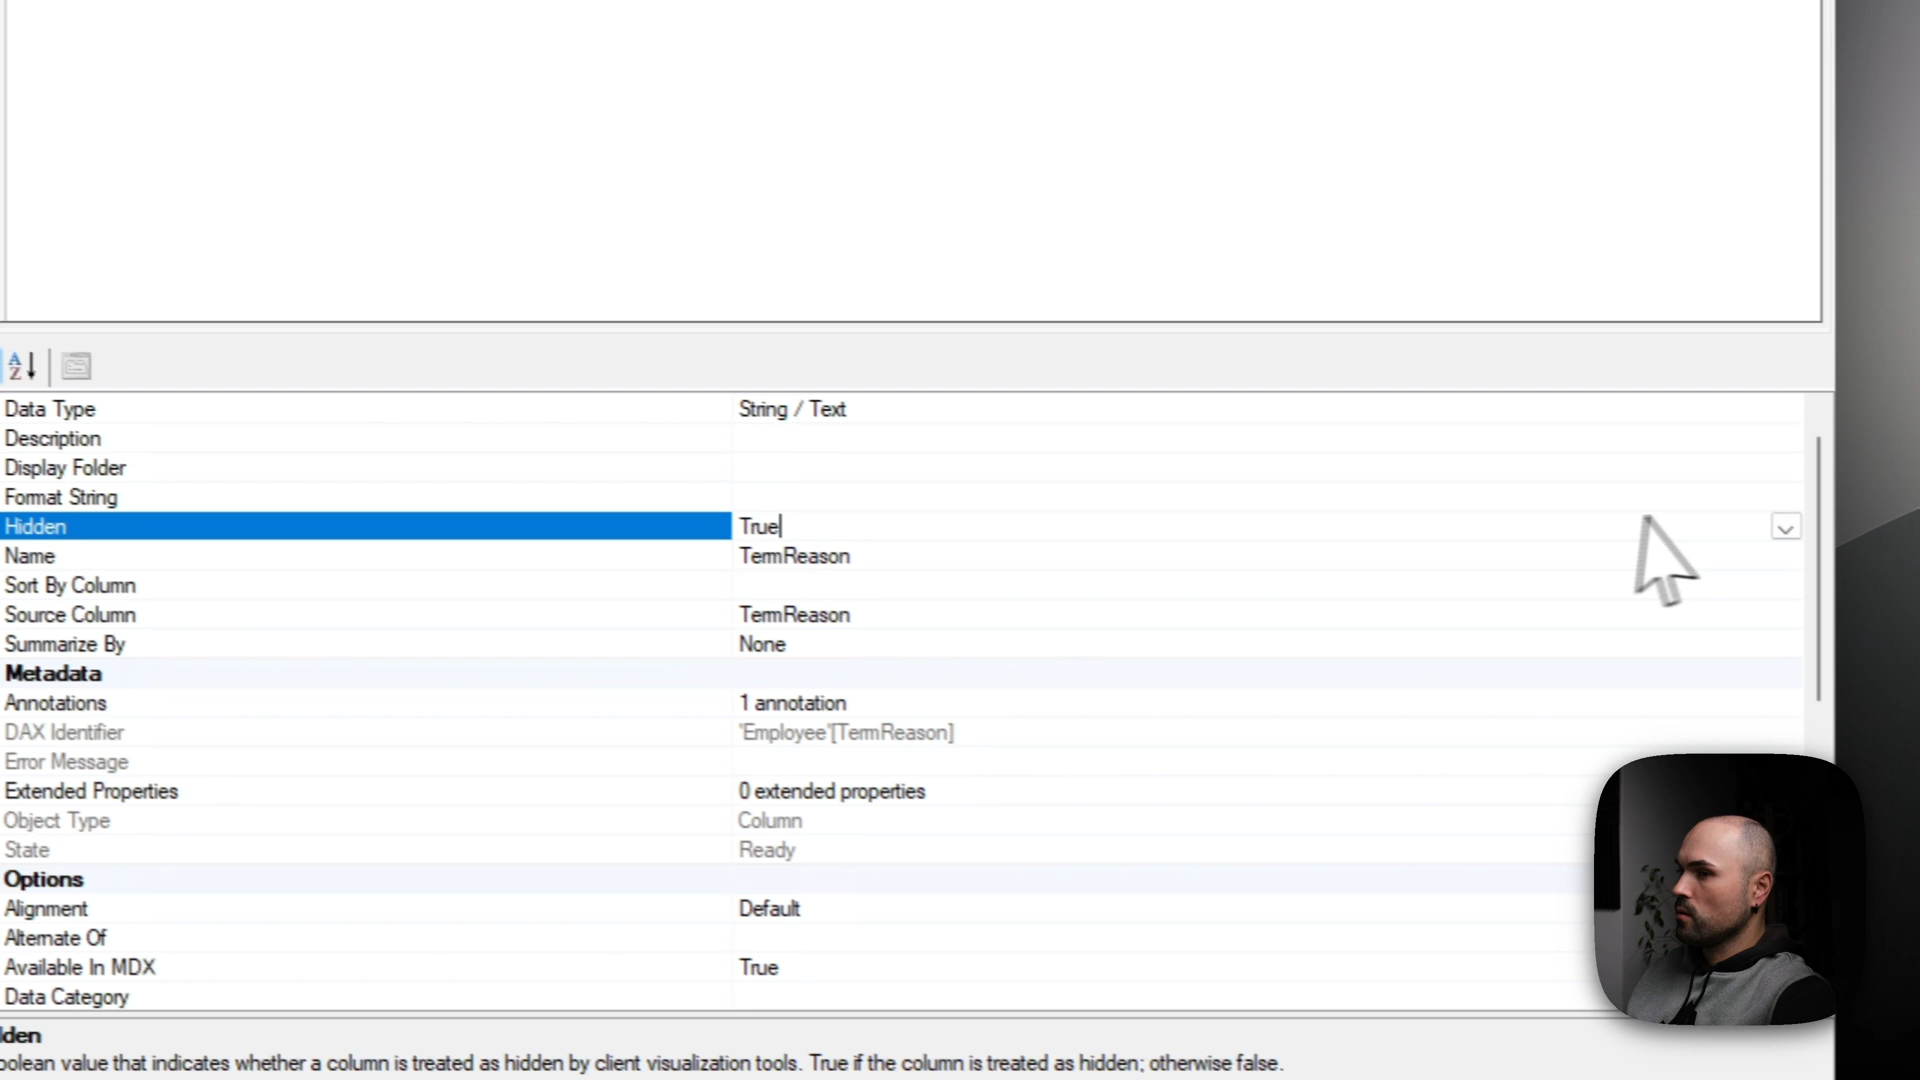 Data Type String / Text
Description
Display Folder
Format String
Hidden True
Name TermReason
Sort By Column
Source Column TermReason
Summarize By None
Metadata
Annotations 1 annotation
DAX Identifier 'Employee'[TermReason]
Error Message
Extended Properties 0 extended properties
Object Type Column
State Ready
Options
Alignment Default
Alternate Of
Available In MDX True
Data Category
dden
oolean value that indicates whether a column is treated as hidden by client visualization tools. True if the column is treated as hidden; otherwise false.